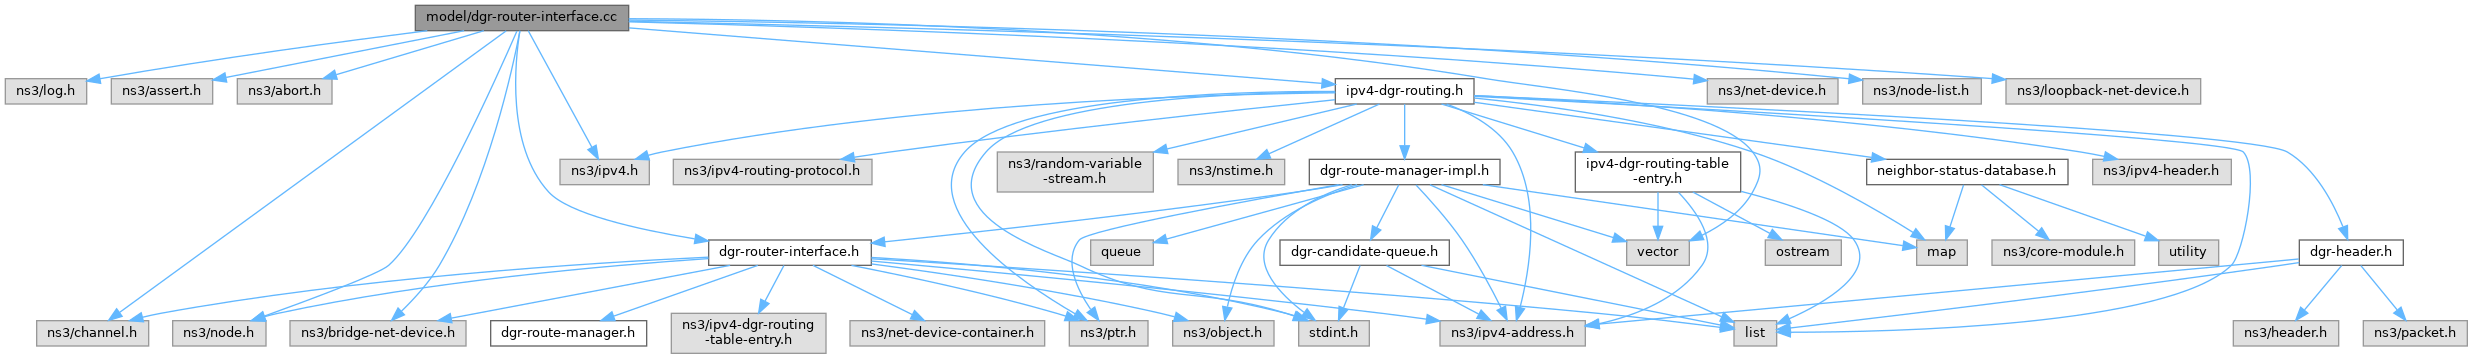 model/dgr-router-interface.cc
ns3/log.h
ns3/assert.h
ns3/abort.h
ipv4-dgr-routing.h
ns3/net-device.h
ns3/node-list.h
ns3/loopback-net-device.h
ns3/ipv4.h
ns3/ipv4-routing-protocol.h
ns3/random-variable
-stream.h
ns3/nstime.h
dgr-route-manager-impl.h
ipv4-dgr-routing-table
-entry.h
neighbor-status-database.h
ns3/ipv4-header.h
dgr-router-interface.h
queue
dgr-candidate-queue.h
vector
ostream
map
ns3/core-module.h
utility
dgr-header.h
ns3/channel.h
ns3/node.h
ns3/bridge-net-device.h
dgr-route-manager.h
ns3/ipv4-dgr-routing
-table-entry.h
ns3/net-device-container.h
ns3/ptr.h
ns3/object.h
stdint.h
ns3/ipv4-address.h
list
ns3/header.h
ns3/packet.h